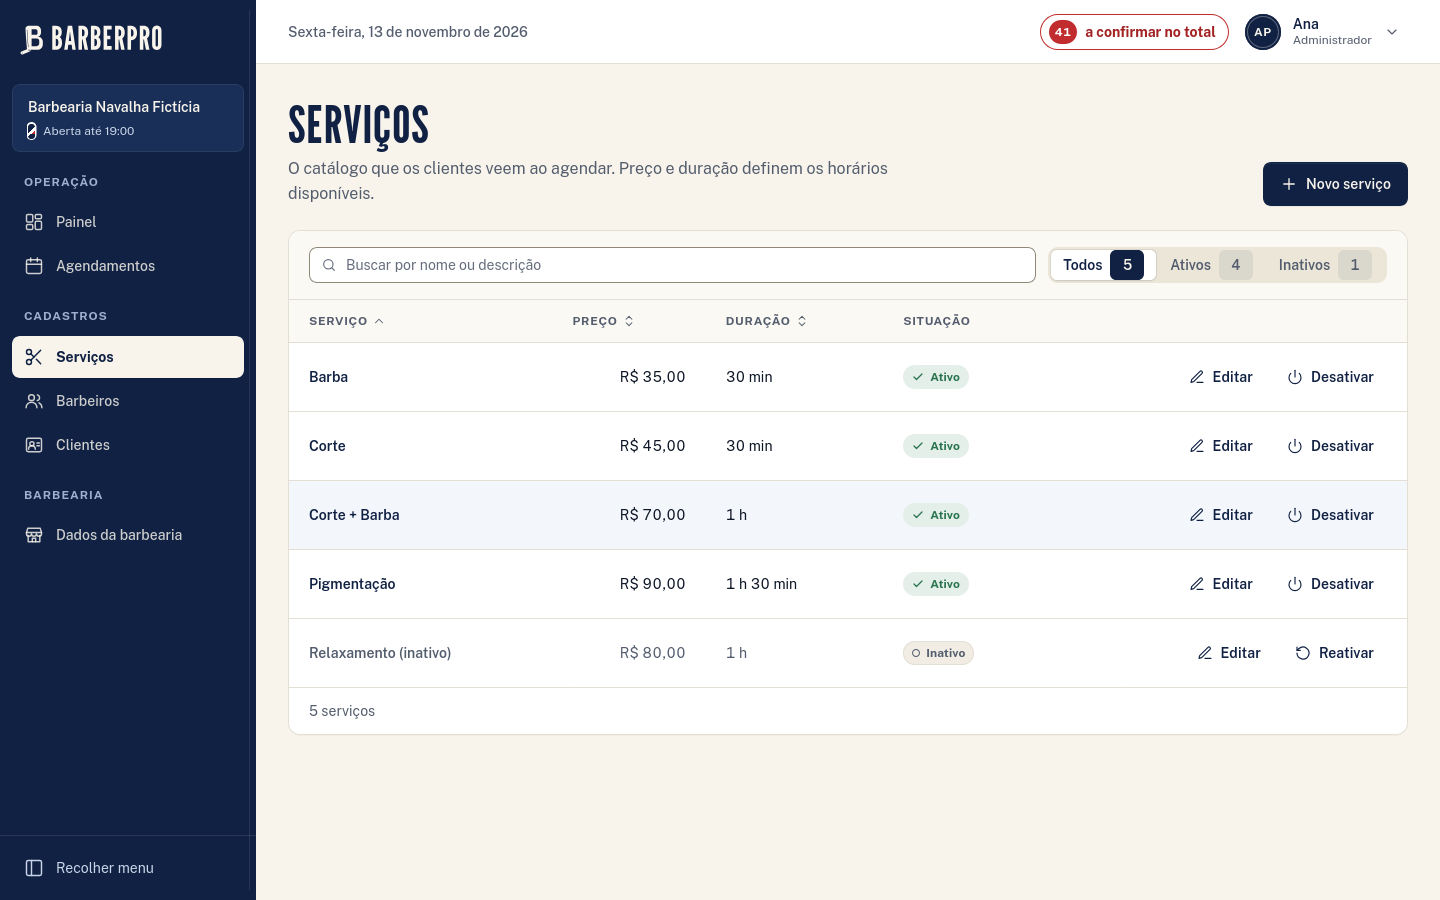 BARBERPRO
Barbearia Navalha Fictícia
Aberta até 19:00
OPERAÇÃO
Painel
Agendamentos
CADASTROS
Serviços
Barbeiros
Clientes
BARBEARIA
Dados da barbearia
Recolher menu
Sexta-feira, 13 de novembro de 2026
41 a confirmar no total
AP
Ana
Administrador
SERVIÇOS
O catálogo que os clientes veem ao agendar. Preço e duração definem os horários
disponíveis.
Novo serviço
Buscar por nome ou descrição
Todos 5 Ativos 4 Inativos 1
SERVIÇO PREÇO DURAÇÃO SITUAÇÃO
Barba R$ 35,00 30 min Ativo Editar Desativar
Corte R$ 45,00 30 min Ativo Editar Desativar
Corte + Barba R$ 70,00 1 h Ativo Editar Desativar
Pigmentação R$ 90,00 1 h 30 min Ativo Editar Desativar
Relaxamento (inativo) R$ 80,00 1 h Inativo Editar Reativar
5 serviços